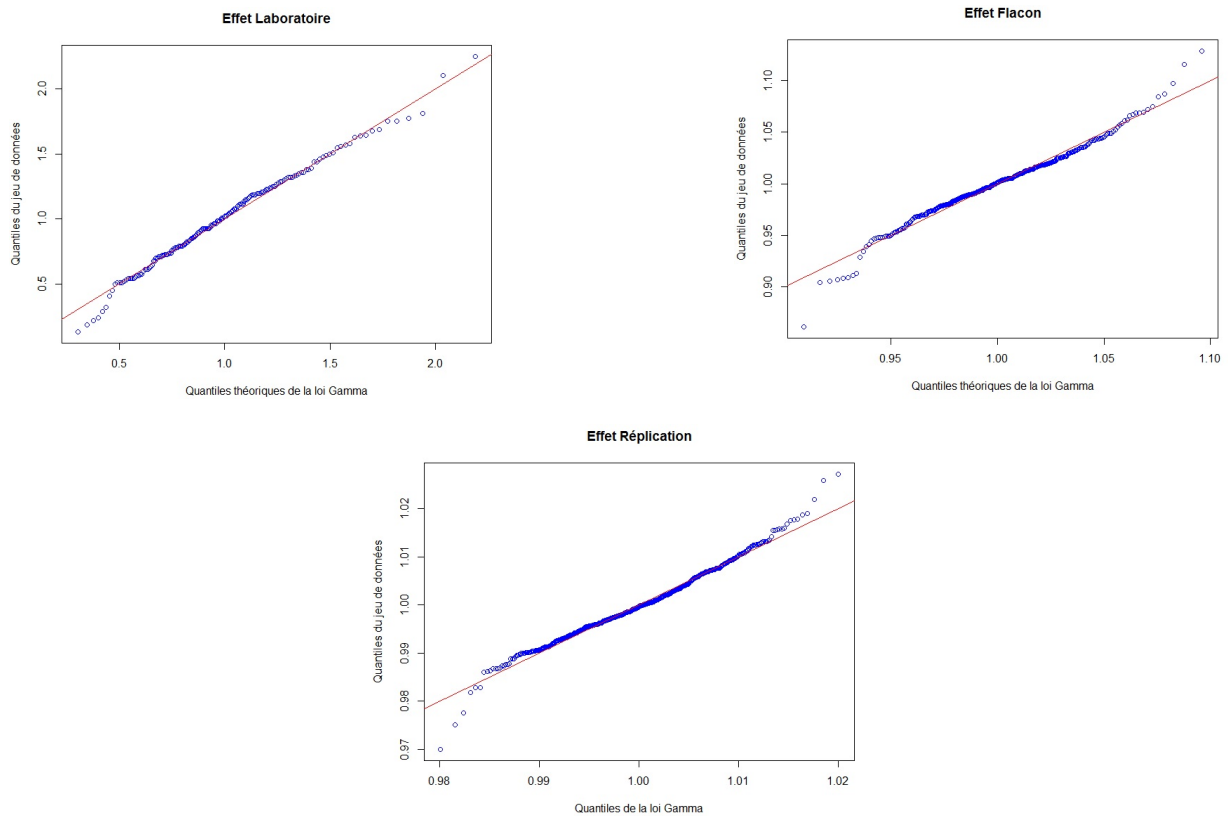 Effet Laboratoire
Quantiles du jeu de données
2.0
1.5
1.0
0.5
0.5 1.0 1.5 2.0
Quantiles théoriques de la loi Gamma
Effet Flacon
Quantiles du jeu de données
1.10
1.05
1.00
0.95
0.90
0.95 1.00 1.05 1.10
Quantiles théoriques de la loi Gamma
Effet Réplication
Quantiles du jeu de données
1.02
1.01
1.00
0.99
0.98
0.97
0.98 0.99 1.00 1.01 1.02
Quantiles de la loi Gamma